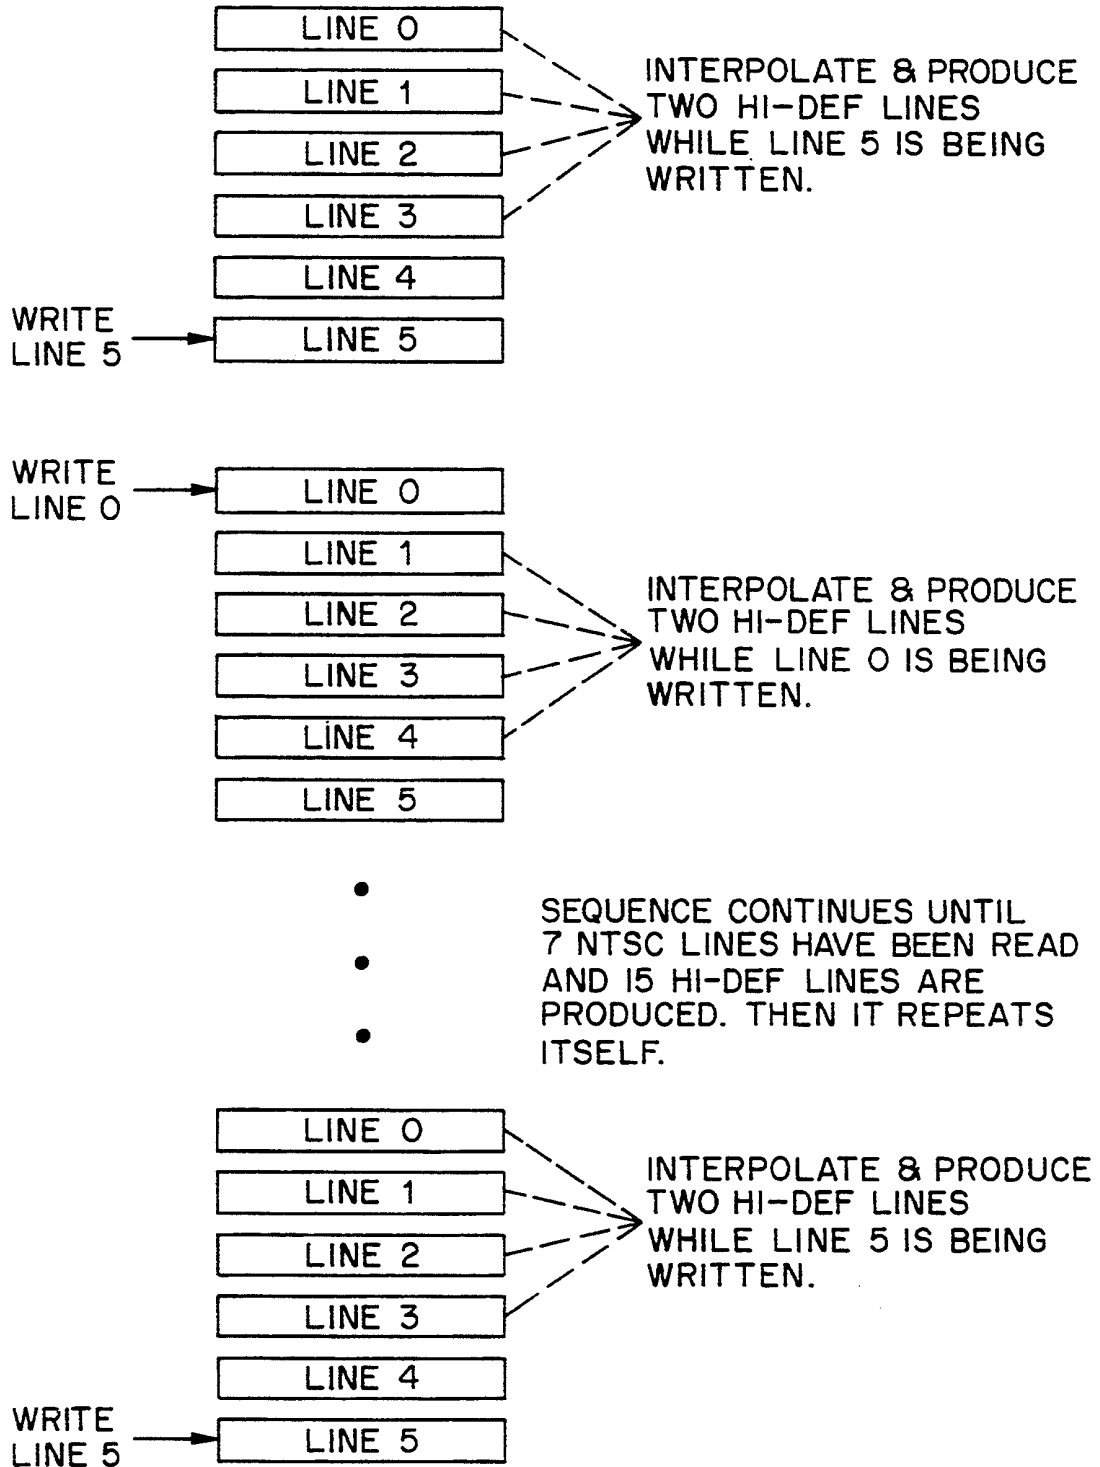 LINE 0
LINE 1
LINE 2
LINE 3
LINE 4
LINE 5
WRITE
LINE 5
INTERPOLATE & PRODUCE
TWO HI-DEF LINES
WHILE LINE 5 IS BEING
WRITTEN.
WRITE
LINE 0
LINE 0
LINE 1
LINE 2
LINE 3
LINE 4
LINE 5
INTERPOLATE & PRODUCE
TWO HI-DEF LINES
WHILE LINE 0 IS BEING
WRITTEN.
SEQUENCE CONTINUES UNTIL
7 NTSC LINES HAVE BEEN READ
AND 15 HI-DEF LINES ARE
PRODUCED. THEN IT REPEATS
ITSELF.
LINE 0
LINE 1
LINE 2
LINE 3
LINE 4
LINE 5
WRITE
LINE 5
INTERPOLATE & PRODUCE
TWO HI-DEF LINES
WHILE LINE 5 IS BEING
WRITTEN.